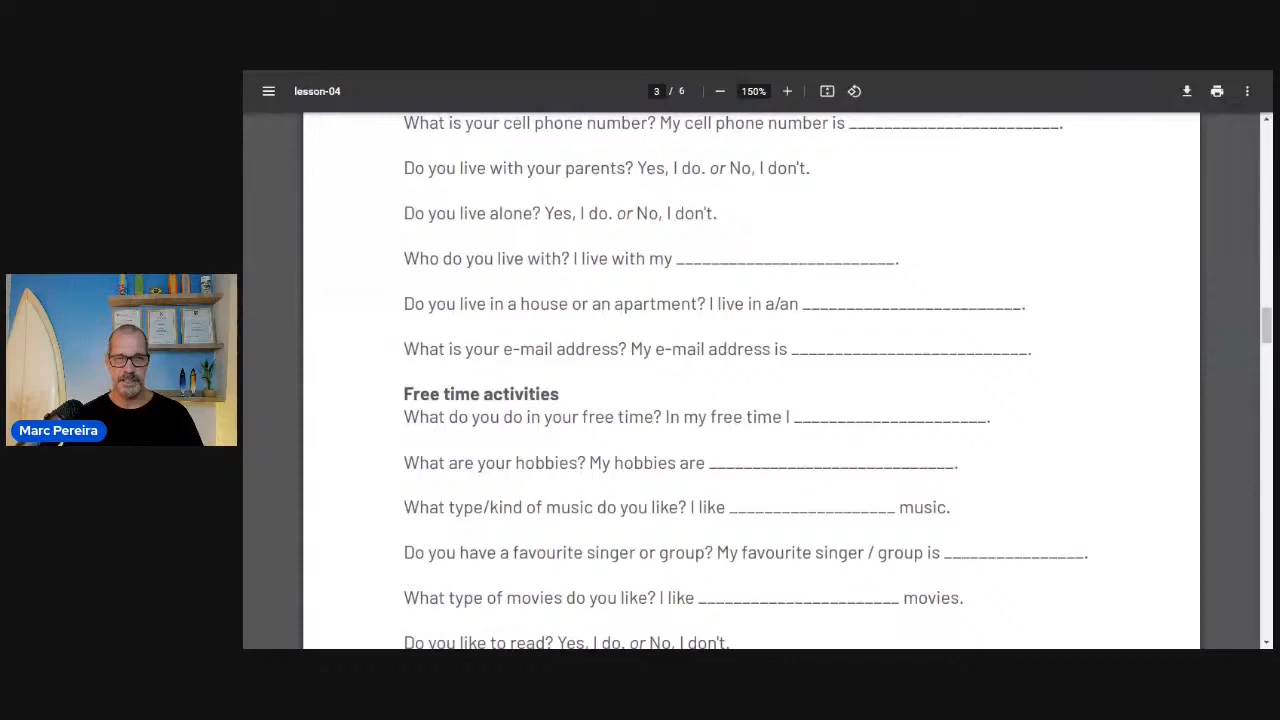 lesson-04
3 / 6
150%
What is your cell phone number? My cell phone number is ________________________.
Do you live with your parents? Yes, I do. or No, I don't.
Do you live alone? Yes, I do. or No, I don't.
Who do you live with? I live with my _________________________.
Do you live in a house or an apartment? I live in a/an _________________________.
What is your e-mail address? My e-mail address is ___________________________.
Free time activities
What do you do in your free time? In my free time I ______________________.
What are your hobbies? My hobbies are ____________________________.
What type/kind of music do you like? I like ___________________ music.
Do you have a favourite singer or group? My favourite singer / group is ________________.
What type of movies do you like? I like _______________________ movies.
Do you like to read? Yes, I do. or No, I don't.
Marc Pereira